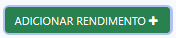 ADICIONAR RENDIMENTO +